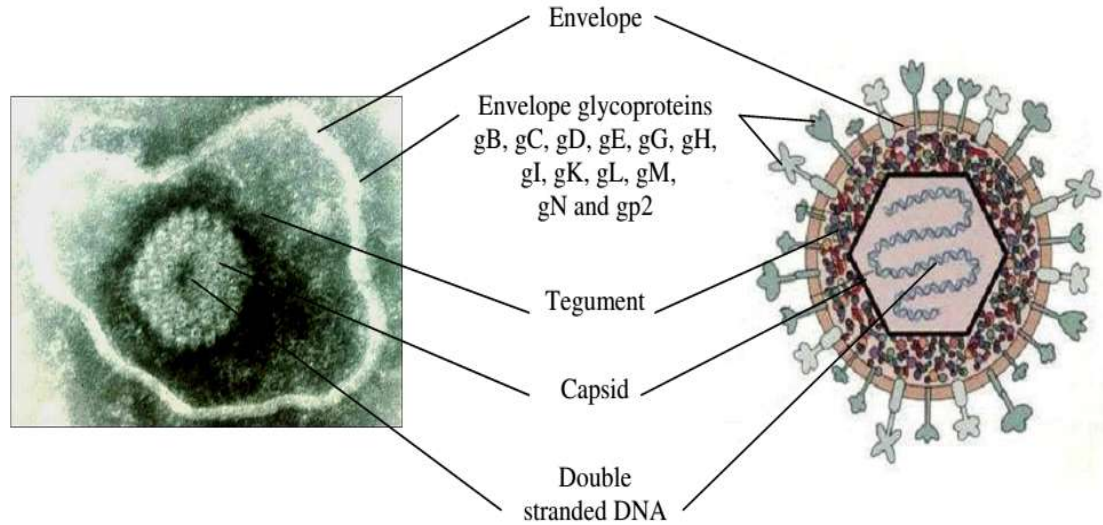 Envelope
Envelope glycoproteins
gB, gC, gD, gE, gG, gH,
gI, gK, gL, gM,
gN and gp2
Tegument
Capsid
Double
stranded DNA